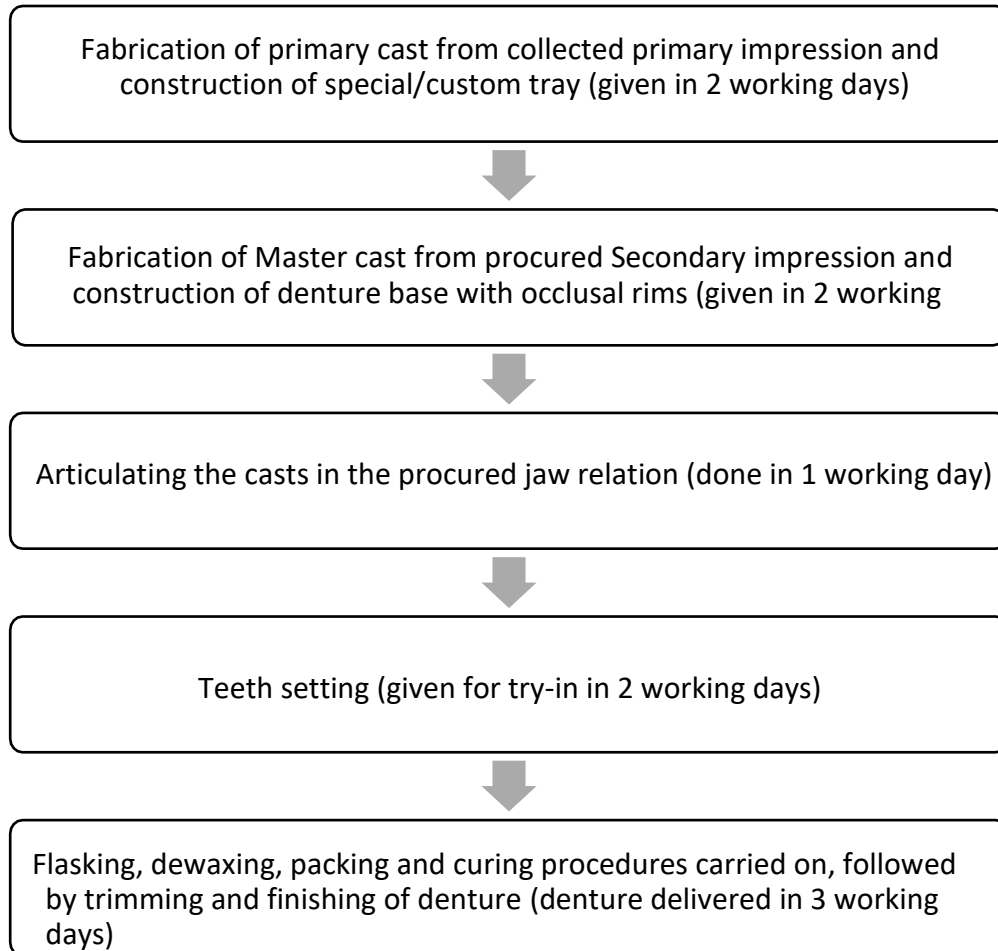 Fabrication of primary cast from collected primary impression and
construction of special/custom tray (given in 2 working days)
Fabrication of Master cast from procured Secondary impression and
construction of denture base with occlusal rims (given in 2 working
Articulating the casts in the procured jaw relation (done in 1 working day)
Teeth setting (given for try-in in 2 working days)
Flasking, dewaxing, packing and curing procedures carried on, followed
by trimming and finishing of denture (denture delivered in 3 working
days)